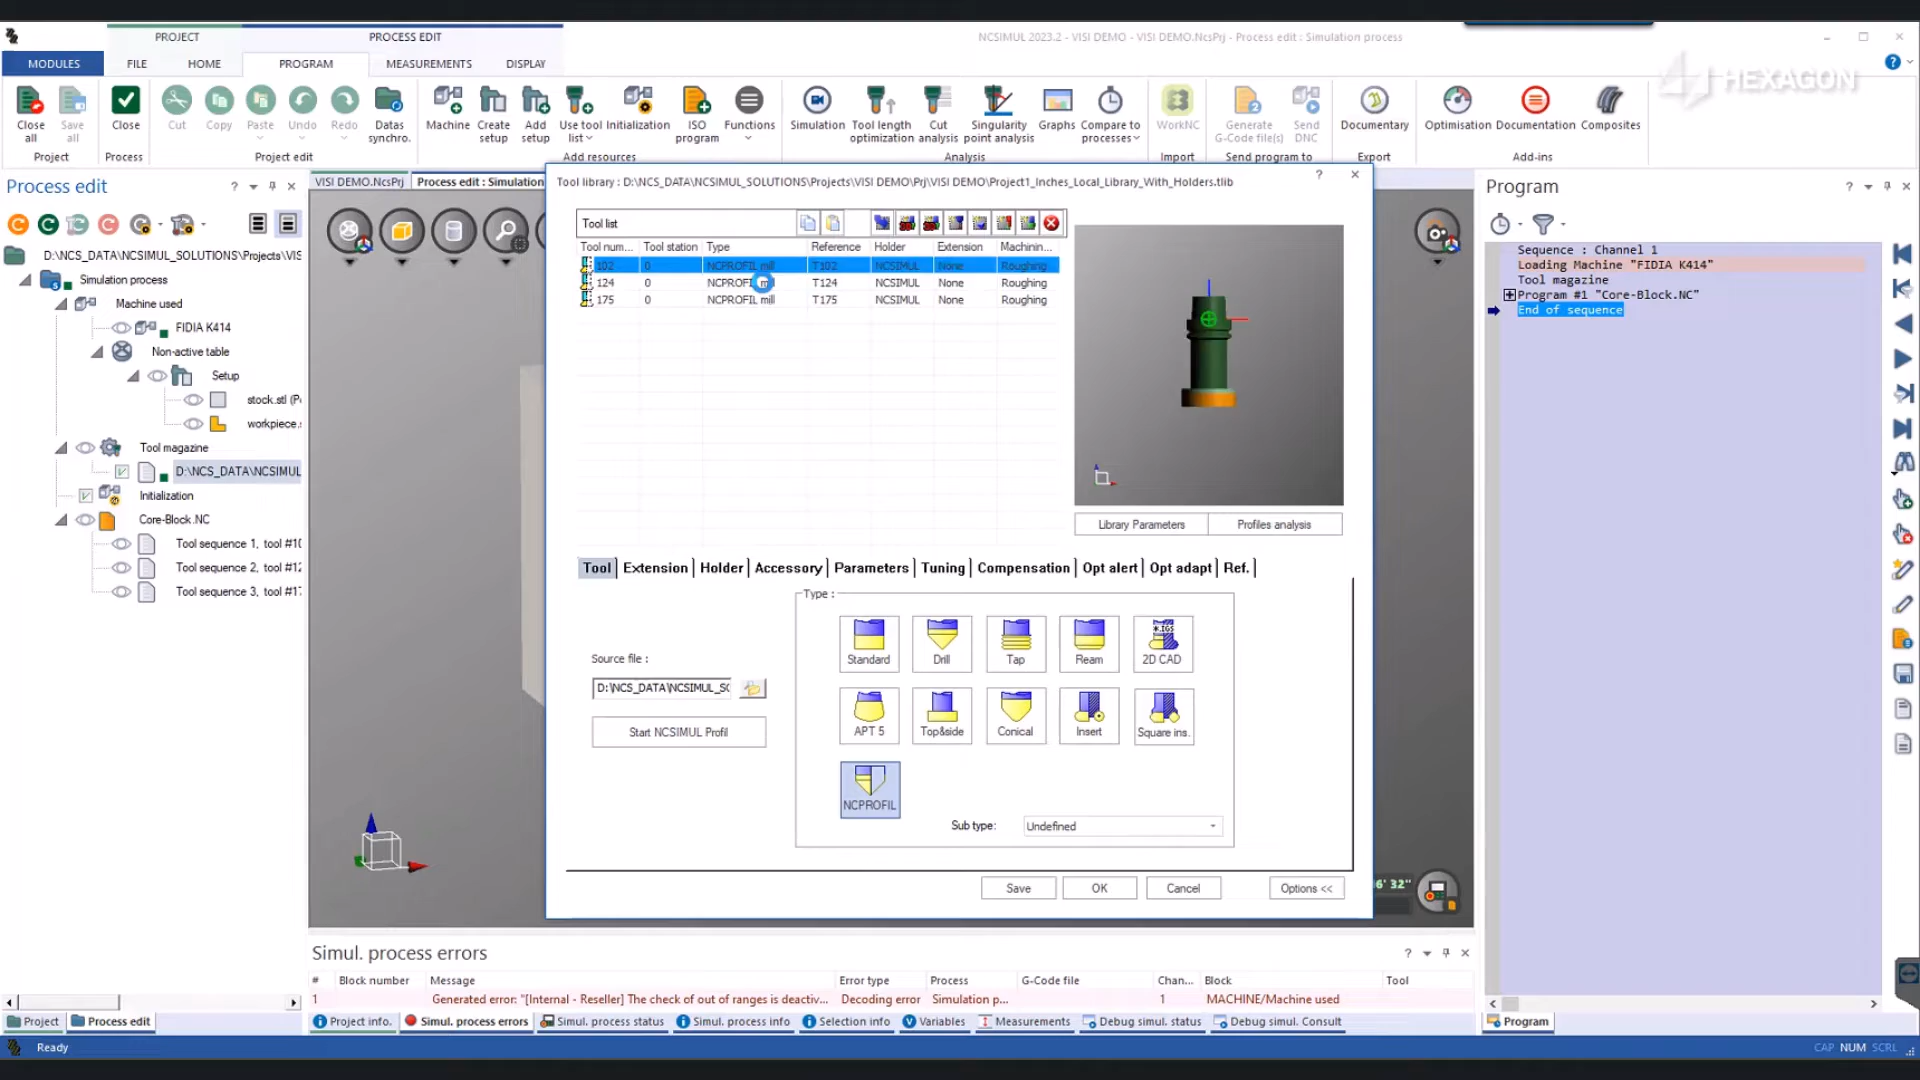 PROJECT
PROCESS EDIT
NCSIMUL 2023.2 - VISI DEMO - VISI DEMO.NcsPrj - Process edit : Simulation process
MODULES
FILE
HOME
PROGRAM
MEASUREMENTS
DISPLAY
HEXAGON
Close all
Save all
Close
Cut
Copy
Paste
Undo
Redo
Datas synchro.
Machine
Create setup
Add setup
Use tool list
Initialization
ISO program
Functions
Simulation
Tool length optimization
Cut analysis
Singularity point analysis
Graphs
Compare to processes
WorkNC
Generate G-Code file(s)
Send DNC
Documentary
Optimisation
Documentation
Composites
Project
Process
Project edit
Add resources
Analysis
Import
Send program to
Export
Add-ins
Process edit
VISI DEMO.NcsPrj
Process edit : Simulation
D:\NCS_DATA\NCSIMUL_SOLUTIONS\Projects\VIS
Simulation process
Machine used
FIDIA K414
Non-active table
Setup
stock.stl (P
workpiece.
Tool magazine
D:\NCS_DATA\NCSIMUL
Initialization
Core-Block.NC
Tool sequence 1, tool #10
Tool sequence 2, tool #12
Tool sequence 3, tool #17
Tool library : D:\NCS_DATA\NCSIMUL_SOLUTIONS\Projects\VISI DEMO\Prj\VISI DEMO\Project1_Inches_Local_Library_With_Holders.tlib
Tool list
Tool num... Tool station Type Reference Holder Extension Machinin...
102 0 NCPROFIL mill T102 NCSIMUL None Roughing
124 0 NCPROFIL mill T124 NCSIMUL None Roughing
175 0 NCPROFIL mill T175 NCSIMUL None Roughing
Library Parameters
Profiles analysis
Tool Extension Holder Accessory Parameters Tuning Compensation Opt alert Opt adapt Ref.
Source file :
D:\NCS_DATA\NCSIMUL_SO
Start NCSIMUL Profil
Type :
Standard
Drill
Tap
Ream
*.IGS
2D CAD
APT 5
Top&side
Conical
Insert
Square ins.
NCPROFIL
Sub type:
Undefined
Save
OK
Cancel
Options <<
6' 32"
Program
Sequence : Channel 1
Loading Machine "FIDIA K414"
Tool magazine
Program #1 "Core-Block.NC"
End of sequence
Simul. process errors
# Block number Message Error type Process G-Code file Chan... Block Tool
1 Generated error: "[Internal - Reseller] The check of out of ranges is deactiv... Decoding error Simulation p... 1 MACHINE/Machine used
Project
Process edit
Project info.
Simul. process errors
Simul. process status
Simul. process info
Selection info
Variables
Measurements
Debug simul. status
Debug simul. Consult
Program
Ready
CAP NUM SCRL